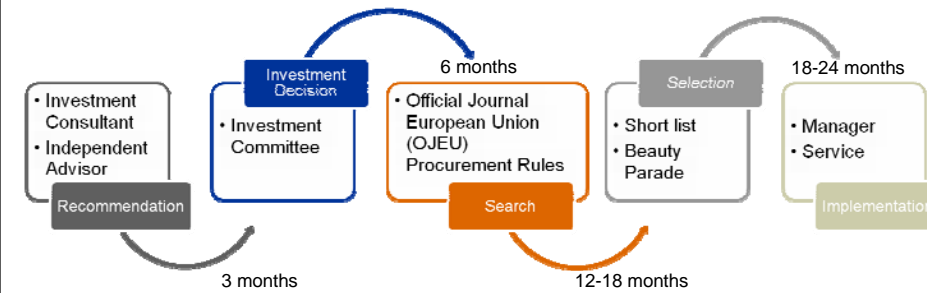 Investment
Decision
6 months
Selection
18-24 months
• Investment
Consultant
• Independent
Advisor
Recommendation
• Investment
Committee
• Official Journal
European Union
(OJEU)
Procurement Rules
Search
• Short list
• Beauty
Parade
• Manager
• Service
Implementation
3 months
12-18 months